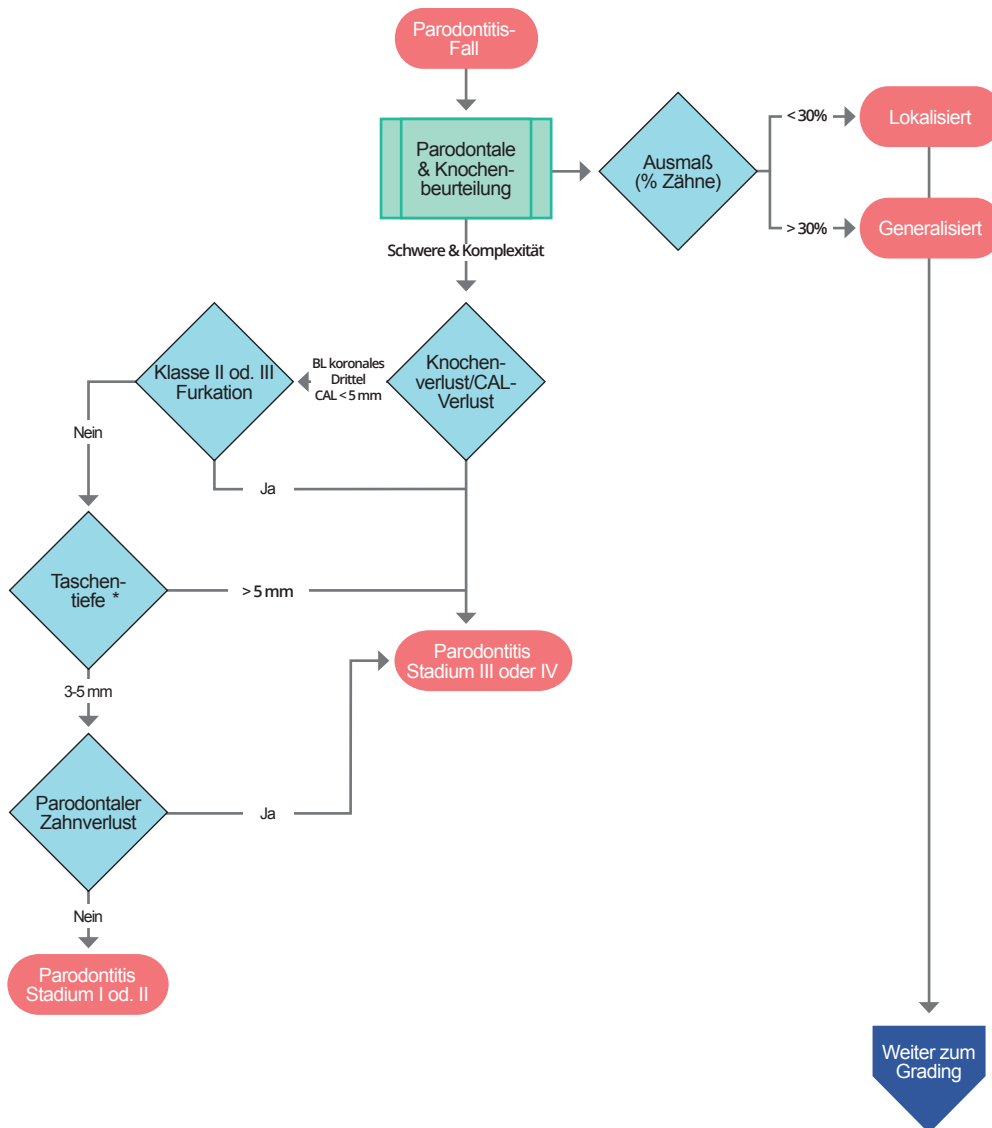 Parodontitis-
Fall
Parodontale
& Knochen-
beurteilung
Ausmaß
(% Zähne)
< 30%
Lokalisiert
> 30%
Generalisiert
Schwere & Komplexität
Klasse II od. III
Furkation
BL koronales
Drittel
CAL < 5 mm
Knochen-
verlust/CAL-
Verlust
Nein
Ja
Taschen-
tiefe *
> 5 mm
Parodontitis
Stadium III oder IV
3-5 mm
Parodontaler
Zahnverlust
Ja
Nein
Parodontitis
Stadium I od. II
Weiter zum
Grading